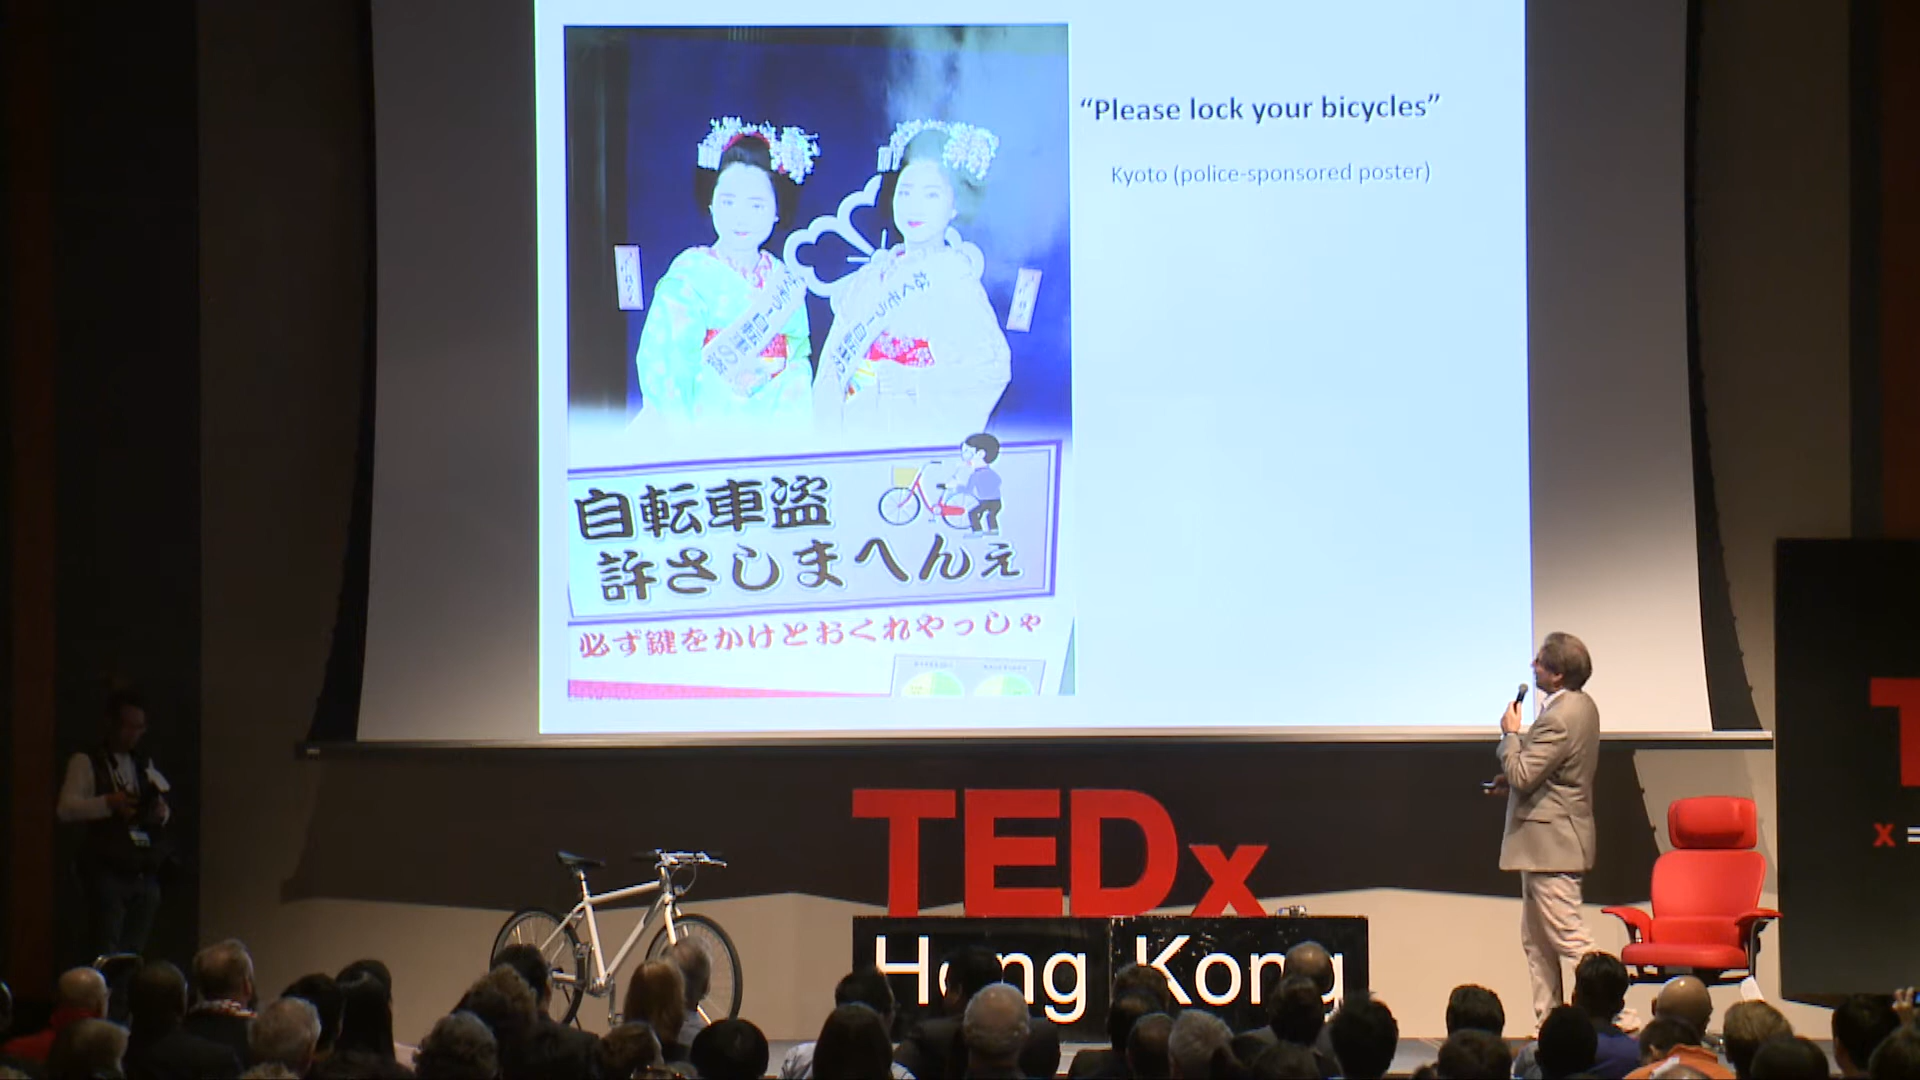 “Please lock your bicycles”
Kyoto (police-sponsored poster)
自転車盗
許さしまへんぇ
必ず鍵をかけとおくれやっしゃ
TEDx
Hong Kong
T
x =